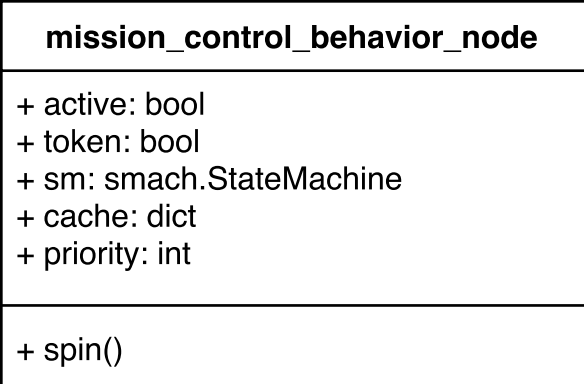 mission_control_behavior_node
+ active: bool
+ token: bool
+ sm: smach.StateMachine
+ cache: dict
+ priority: int
+ spin()